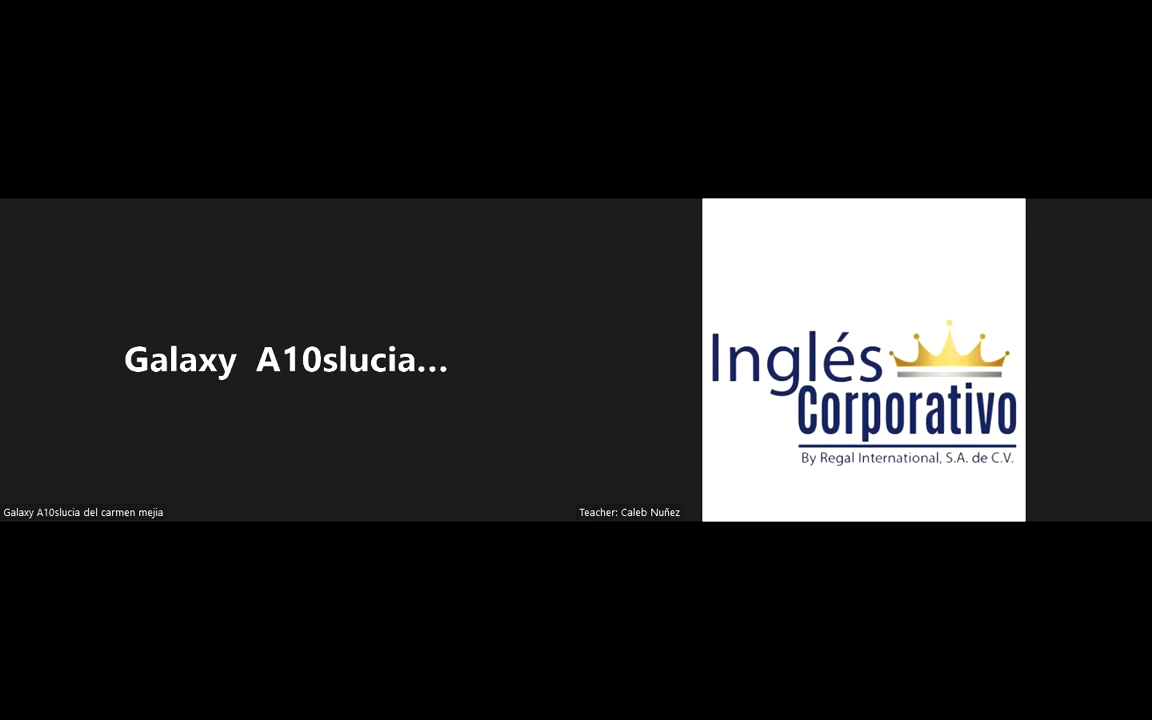 Galaxy A10slucia...
Galaxy A10slucia del carmen mejia
Teacher: Caleb Nuñez
Inglés
Corporativo
By Regal International, S.A. de C.V.